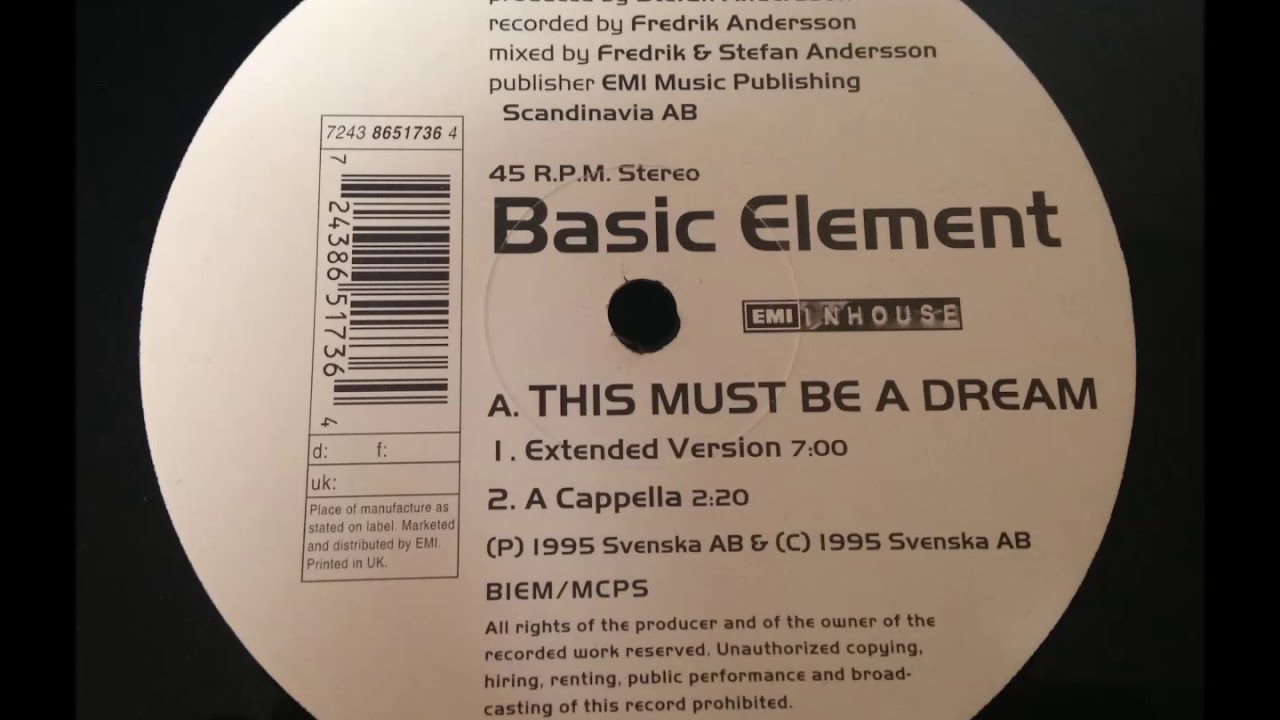 produced by Stefan Andersson
recorded by Fredrik Andersson
mixed by Fredrik & Stefan Andersson
publisher EMI Music Publishing
Scandinavia AB
7243 8651736 4
7 24386 51736 4
d: f:
uk:
Place of manufacture as
stated on label. Marketed
and distributed by EMI.
Printed in UK.
45 R.P.M. Stereo
Basic Element
EMI INHOUSE
A. THIS MUST BE A DREAM
1. Extended Version 7:00
2. A Cappella 2:20
(P) 1995 Svenska AB & (C) 1995 Svenska AB
BIEM/MCPS
All rights of the producer and of the owner of the
recorded work reserved. Unauthorized copying,
hiring, renting, public performance and broad-
casting of this record prohibited.